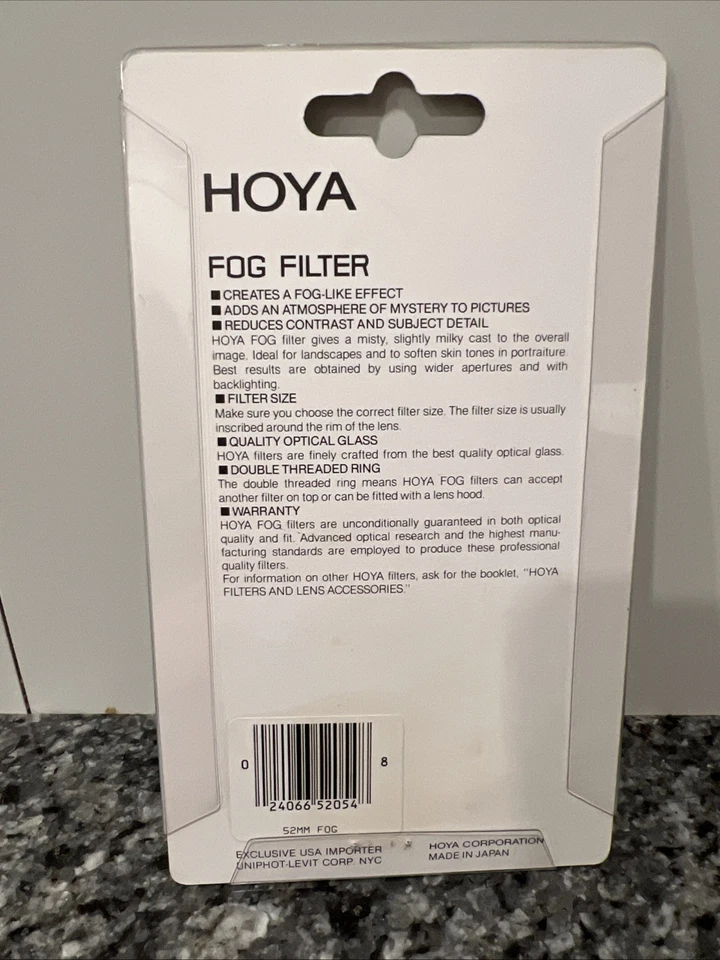 HOYA
FOG FILTER
■ CREATES A FOG-LIKE EFFECT
■ ADDS AN ATMOSPHERE OF MYSTERY TO PICTURES
■ REDUCES CONTRAST AND SUBJECT DETAIL
HOYA FOG filter gives a misty, slightly milky cast to the overall
image. Ideal for landscapes and to soften skin tones in portraiture.
Best results are obtained by using wider apertures and with
backlighting.
■ FILTER SIZE
Make sure you choose the correct filter size. The filter size is usually
inscribed around the rim of the lens.
■ QUALITY OPTICAL GLASS
HOYA filters are finely crafted from the best quality optical glass.
■ DOUBLE THREADED RING
The double threaded ring means HOYA FOG filters can accept
another filter on top or can be fitted with a lens hood.
■ WARRANTY
HOYA FOG filters are unconditionally guaranteed in both optical
quality and fit. Advanced optical research and the highest manu-
facturing standards are employed to produce these professional
quality filters.
For information on other HOYA filters, ask for the booklet, "HOYA
FILTERS AND LENS ACCESSORIES."
0 24066 52054 8
52MM FOG
EXCLUSIVE USA IMPORTER
UNIPHOT-LEVIT CORP. NYC
HOYA CORPORATION
MADE IN JAPAN